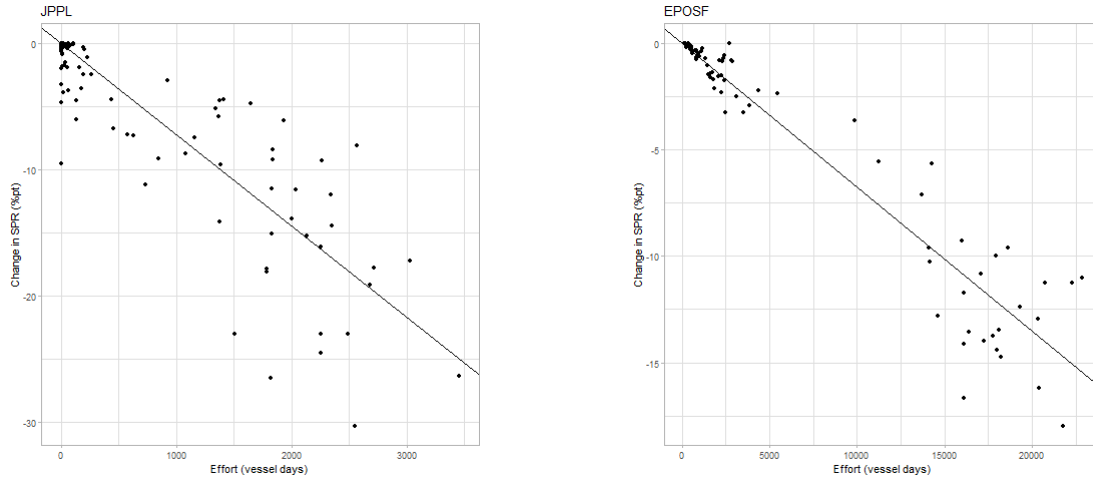 JPPL
0
-10
-20
-30
Change in SPR (%pt)
0
1000
2000
3000
Effort (vessel days)
EPOSF
0
-5
-10
-15
Change in SPR (%pt)
0
5000
10000
15000
20000
Effort (vessel days)